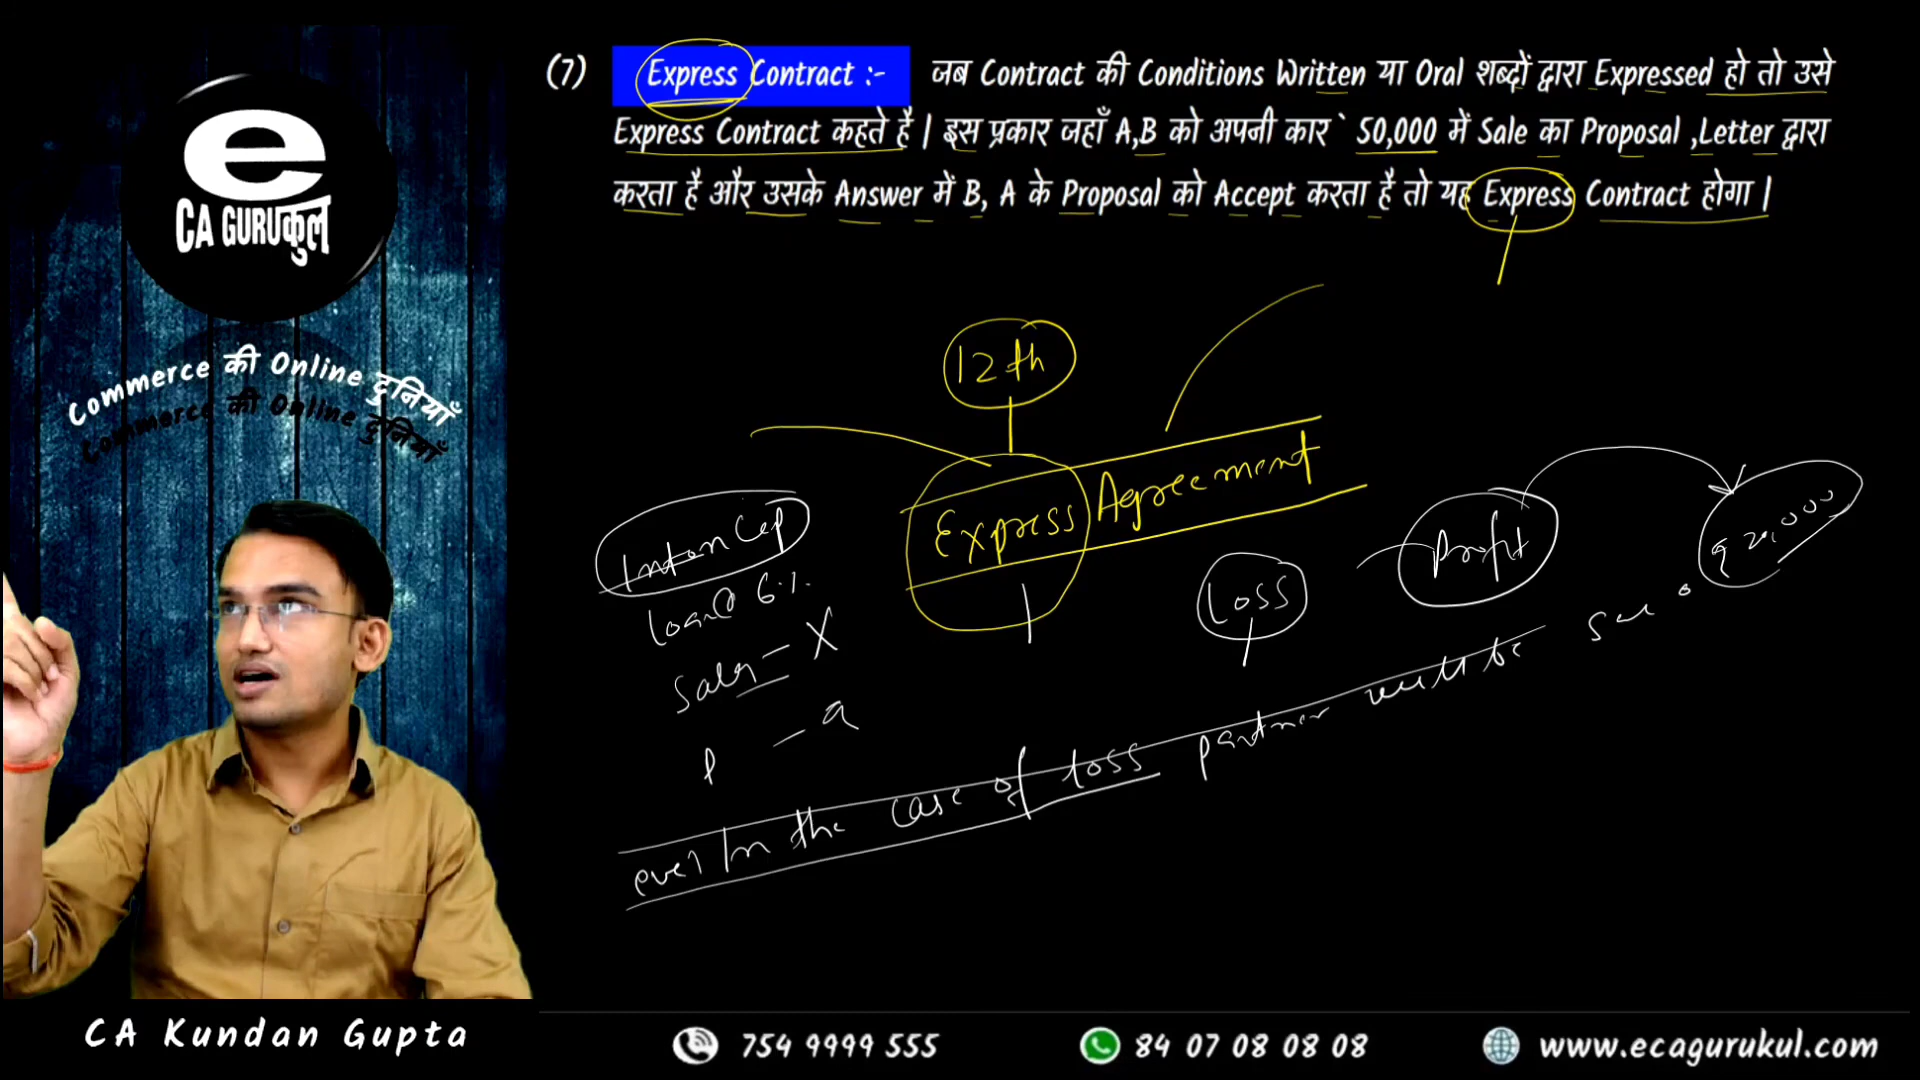 (7) Express Contract :- जब Contract की Conditions Written या Oral शब्दों द्वारा Expressed हो तो उसे
Express Contract कहते है | इस प्रकार जहाँ A,B को अपनी कार ` 50,000 में Sale का Proposal ,Letter द्वारा
करता है और उसके Answer में B, A के Proposal को Accept करता है तो यह Express Contract होगा |
e
CA GURUकुल
Commerce की Online दुनियाँ
12th
Express Agreement
Loan @ 6%
X
Loss
Profit
in the case of loss partner will be
CA Kundan Gupta
754 9999 555
84 07 08 08 08
www.ecagurukul.com